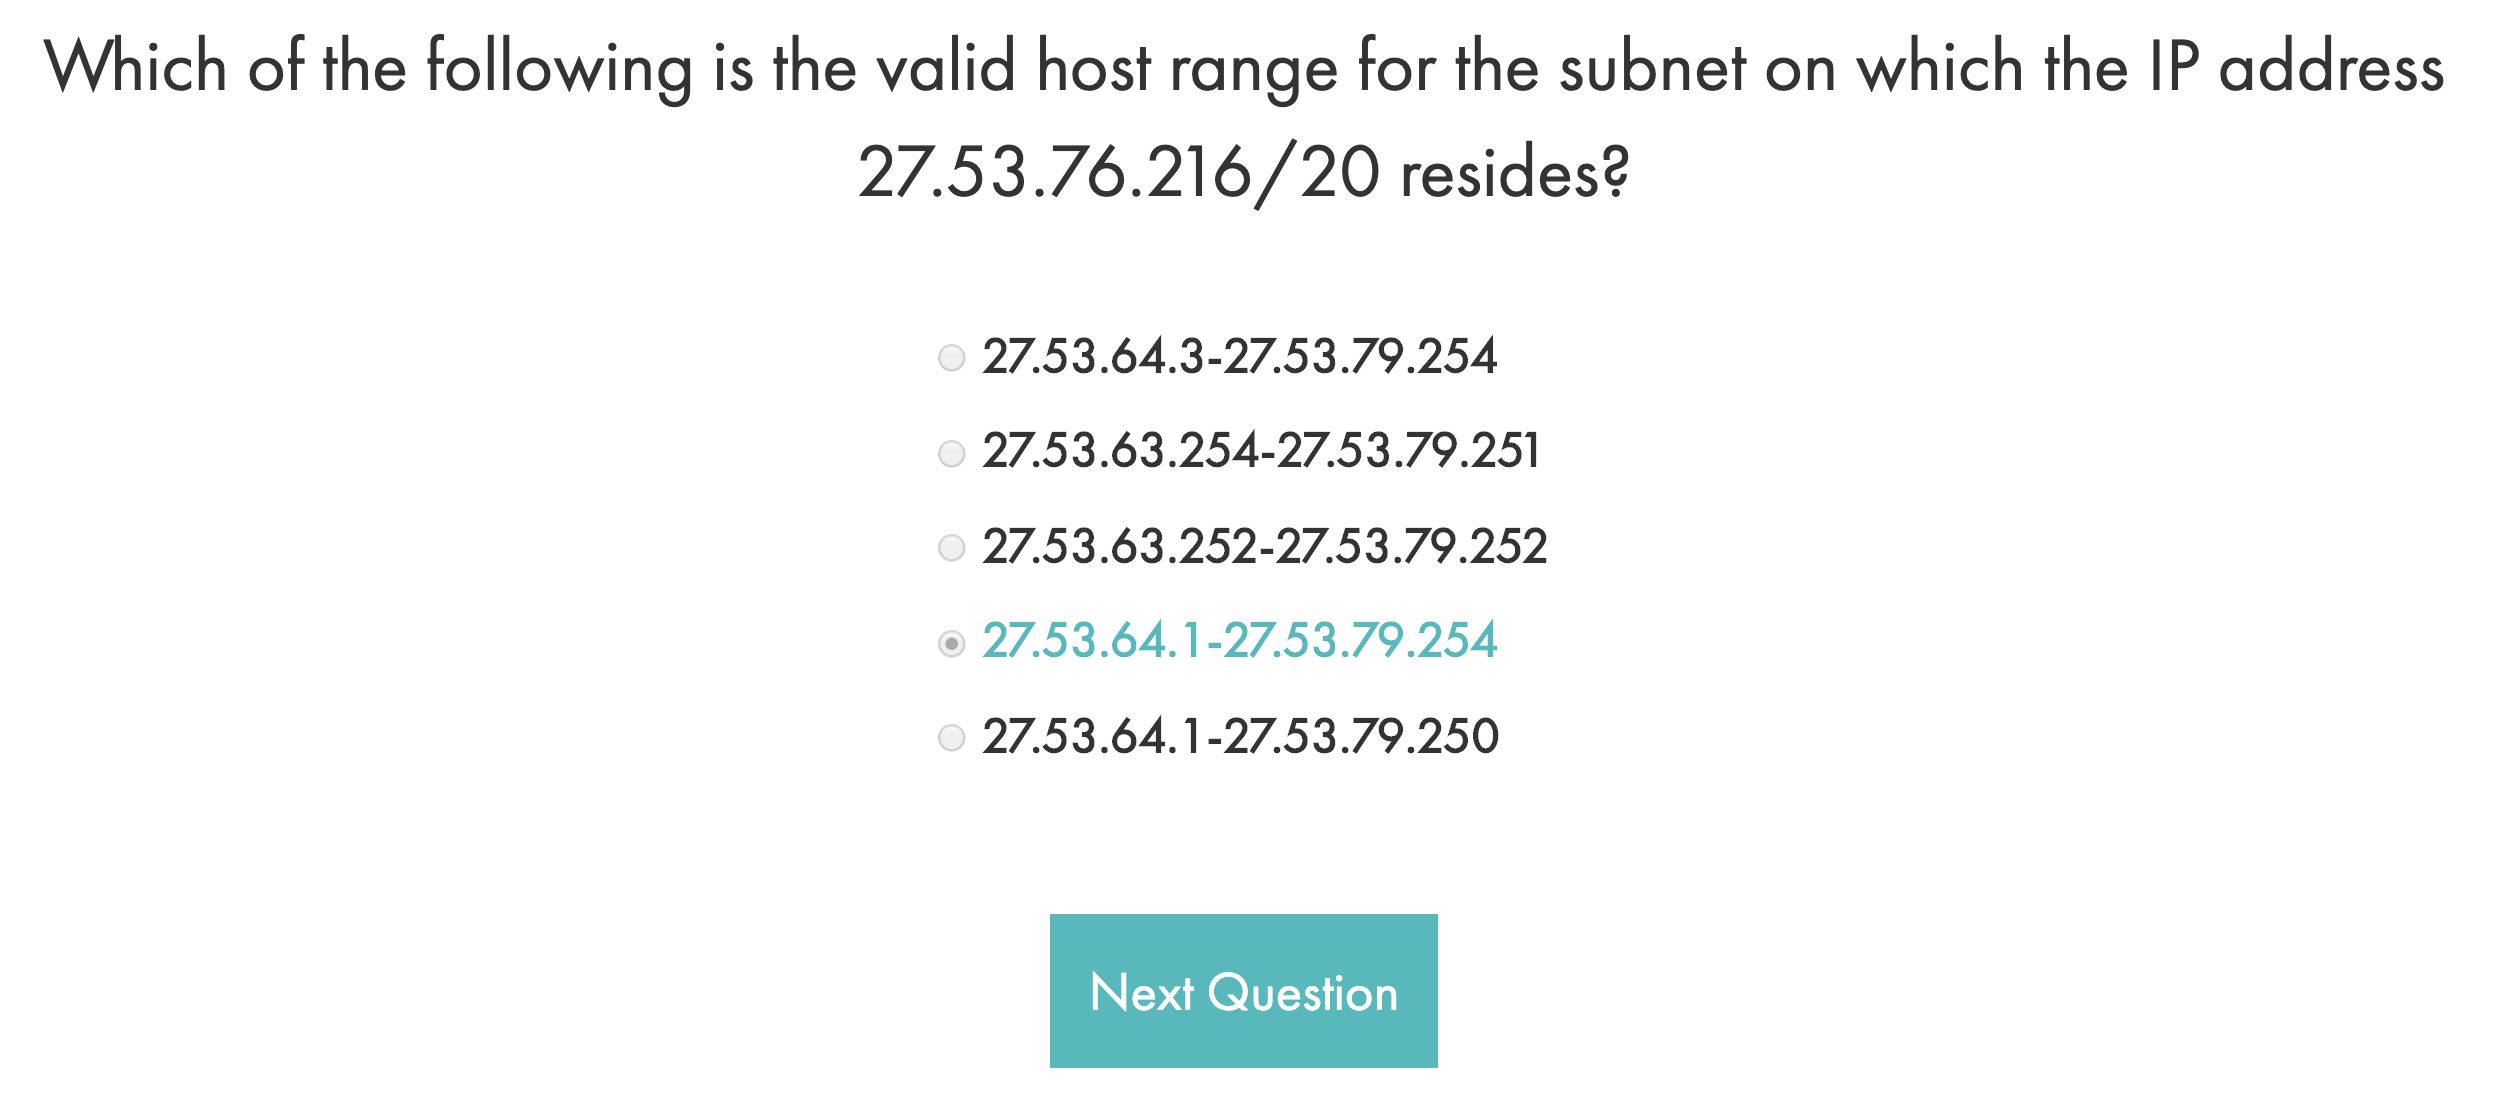 Which of the following is the valid host range for the subnet on which the IP address
27.53.76.216/20 resides?
27.53.64.3-27.53.79.254
27.53.63.254-27.53.79.251
27.53.63.252-27.53.79.252
27.53.64.1-27.53.79.254
27.53.64.1-27.53.79.250
Next Question